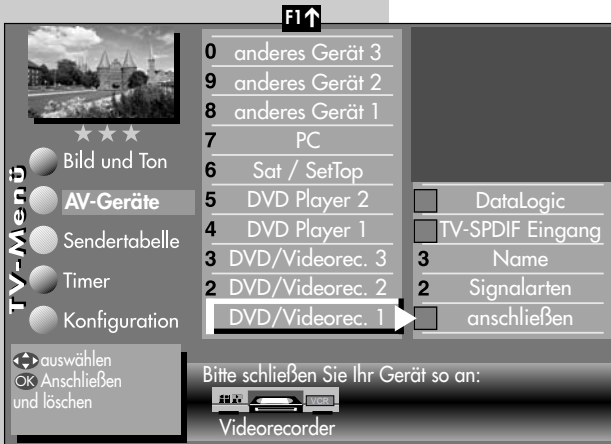 F1↑
TV-Menü
Bild und Ton
AV-Geräte
Sendertabelle
Timer
Konfiguration
auswählen
OK Anschließen
und löschen
0 anderes Gerät 3
9 anderes Gerät 2
8 anderes Gerät 1
7 PC
6 Sat / SetTop
5 DVD Player 2
4 DVD Player 1
3 DVD/Videorec. 3
2 DVD/Videorec. 2
DVD/Videorec. 1
DataLogic
TV-SPDIF Eingang
3 Name
2 Signalarten
anschließen
Bitte schließen Sie Ihr Gerät so an:
VCR
Videorecorder